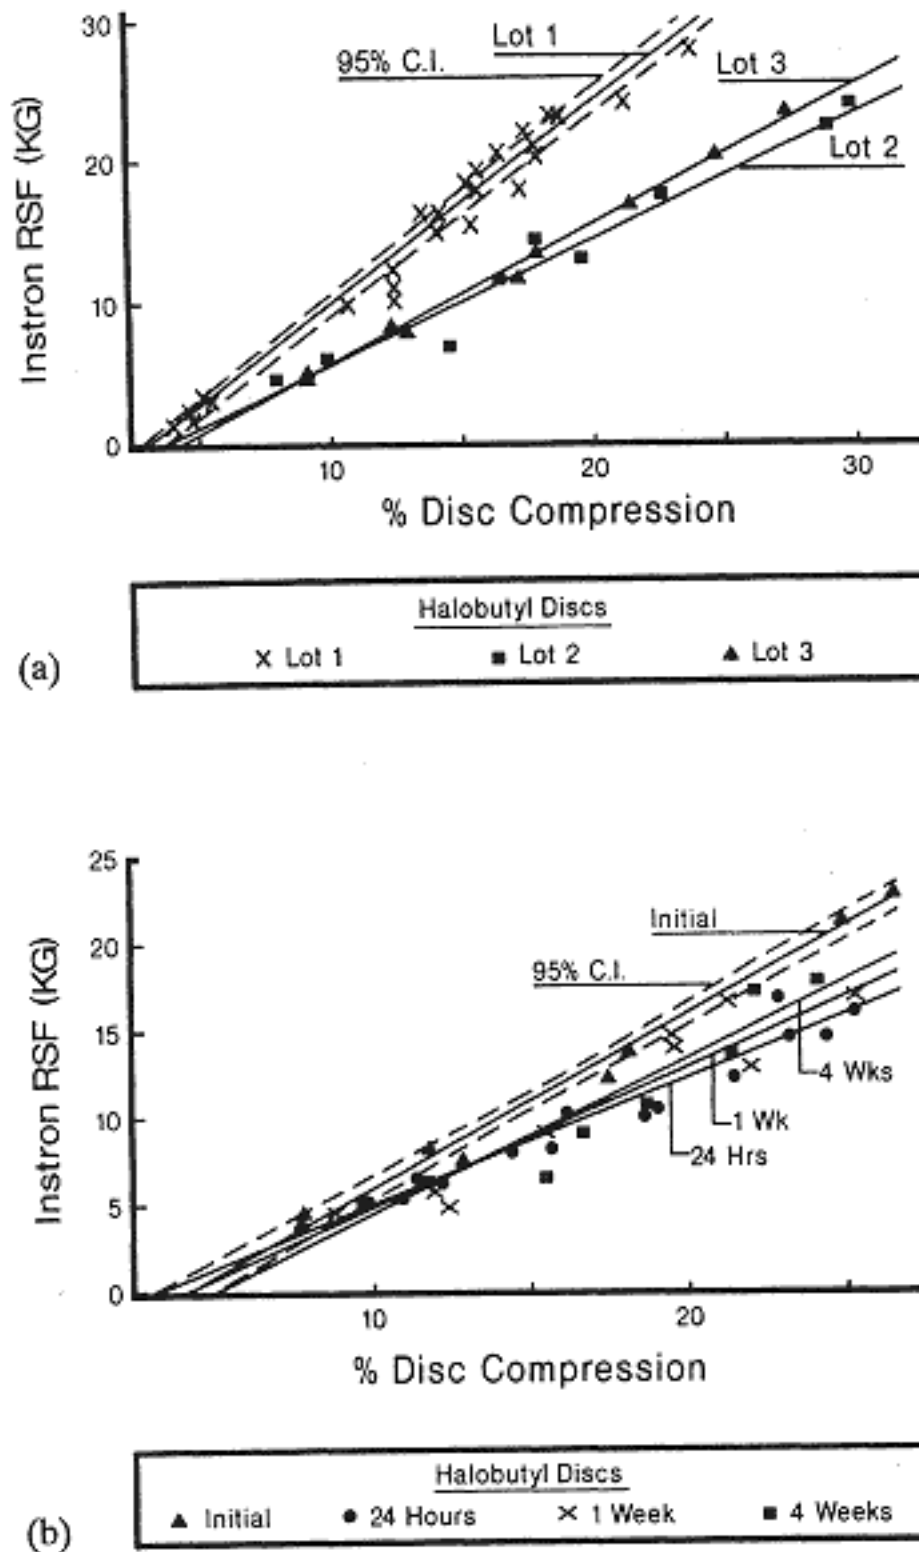 30
20
10
0
Instron RSF (KG)
95% C.I.
Lot 1
Lot 3
Lot 2
10 20 30
% Disc Compression
Halobutyl Discs
(a)
× Lot 1 ■ Lot 2 ▲ Lot 3
25
20
15
10
5
0
Instron RSF (KG)
Initial
95% C.I.
4 Wks
1 Wk
24 Hrs
10 20
% Disc Compression
Halobutyl Discs
(b)
▲ Initial ● 24 Hours × 1 Week ■ 4 Weeks